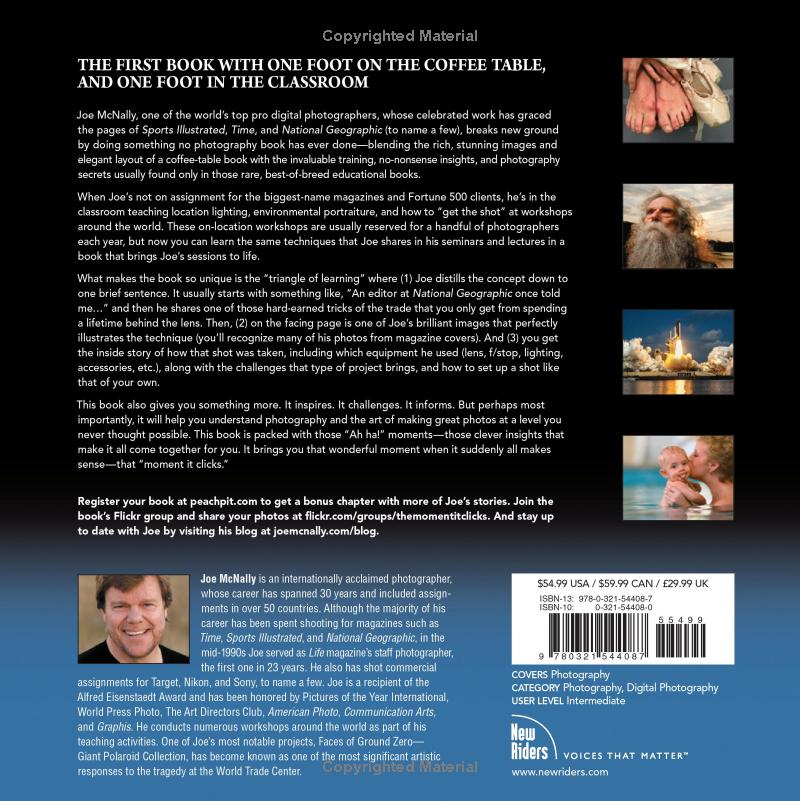 Copyrighted Material
THE FIRST BOOK WITH ONE FOOT ON THE COFFEE TABLE,
AND ONE FOOT IN THE CLASSROOM
Joe McNally, one of the world's top pro digital photographers, whose celebrated work has graced
the pages of Sports Illustrated, Time, and National Geographic (to name a few), breaks new ground
by doing something no photography book has ever done—blending the rich, stunning images and
elegant layout of a coffee-table book with the invaluable training, no-nonsense insights, and photography
secrets usually found only in those rare, best-of-breed educational books.
When Joe's not on assignment for the biggest-name magazines and Fortune 500 clients, he's in the
classroom teaching location lighting, environmental portraiture, and how to "get the shot" at workshops
around the world. These on-location workshops are usually reserved for a handful of photographers
each year, but now you can learn the same techniques that Joe shares in his seminars and lectures in a
book that brings Joe's sessions to life.
What makes the book so unique is the "triangle of learning" where (1) Joe distills the concept down to
one brief sentence. It usually starts with something like, "An editor at National Geographic once told
me…" and then he shares one of those hard-earned tricks of the trade that you only get from spending
a lifetime behind the lens. Then, (2) on the facing page is one of Joe's brilliant images that perfectly
illustrates the technique (you'll recognize many of his photos from magazine covers). And (3) you get
the inside story of how that shot was taken, including which equipment he used (lens, f/stop, lighting,
accessories, etc.), along with the challenges that type of project brings, and how to set up a shot like
that of your own.
This book also gives you something more. It inspires. It challenges. It informs. But perhaps most
importantly, it will help you understand photography and the art of making great photos at a level you
never thought possible. This book is packed with those "Ah ha!" moments—those clever insights that
make it all come together for you. It brings you that wonderful moment when it suddenly all makes
sense—that "moment it clicks."
Register your book at peachpit.com to get a bonus chapter with more of Joe's stories. Join the
book's Flickr group and share your photos at flickr.com/groups/themomentitclicks. And stay up
to date with Joe by visiting his blog at joemcnally.com/blog.
Joe McNally is an internationally acclaimed photographer,
whose career has spanned 30 years and included assign-
ments in over 50 countries. Although the majority of his
career has been spent shooting for magazines such as
Time, Sports Illustrated, and National Geographic, in the
mid-1990s Joe served as Life magazine's staff photographer,
the first one in 23 years. He also has shot commercial
assignments for Target, Nikon, and Sony, to name a few. Joe is a recipient of the
Alfred Eisenstaedt Award and has been honored by Pictures of the Year International,
World Press Photo, The Art Directors Club, American Photo, Communication Arts,
and Graphis. He conducts numerous workshops around the world as part of his
teaching activities. One of Joe's most notable projects, Faces of Ground Zero—
Giant Polaroid Collection, has become known as one of the most significant artistic
responses to the tragedy at the World Trade Center.
$54.99 USA / $59.99 CAN / £29.99 UK
ISBN-13: 978-0-321-54408-7
ISBN-10: 0-321-54408-0
5 5 4 9 9
9 780321 544087
COVERS Photography
CATEGORY Photography, Digital Photography
USER LEVEL Intermediate
New
Riders
VOICES THAT MATTER™
www.newriders.com
Copyrighted Material